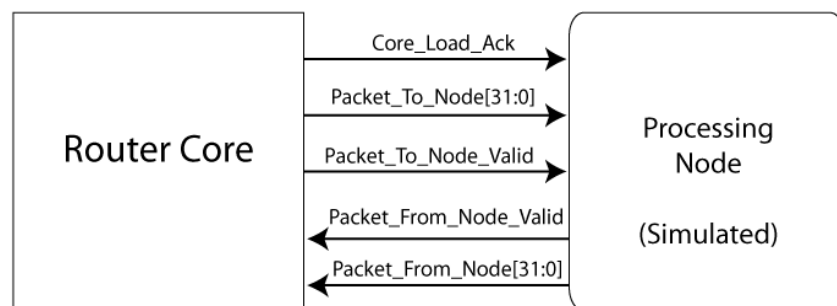 Router Core
Core_Load_Ack
Packet_To_Node[31:0]
Packet_To_Node_Valid
Packet_From_Node_Valid
Packet_From_Node[31:0]
Processing
Node
(Simulated)